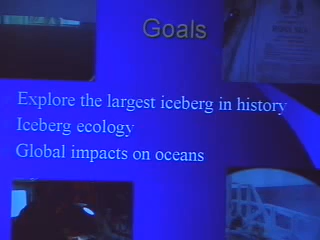 Goals
Explore the largest iceberg in history
Iceberg ecology
Global impacts on oceans